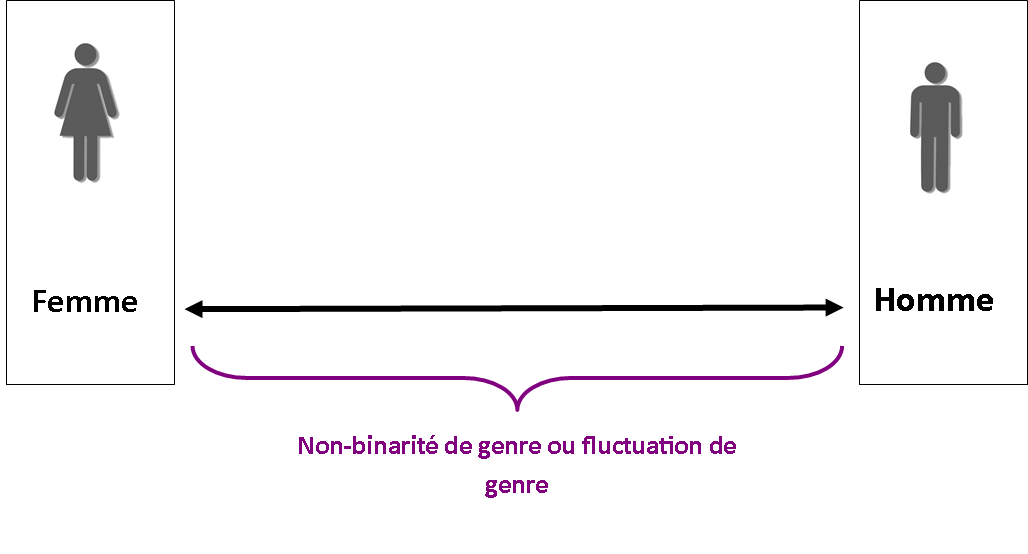 Femme
Homme
Non-binarité de genre ou fluctuation de
genre